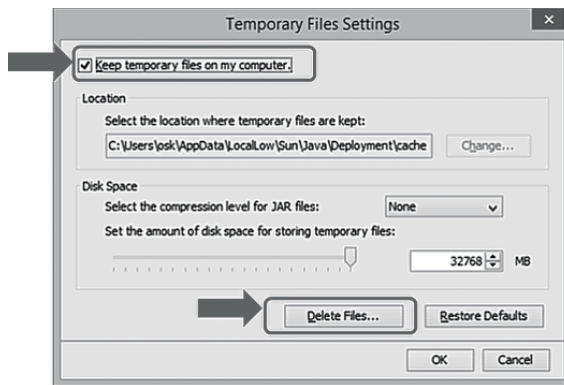 Temporary Files Settings
Keep temporary files on my computer.
Location
Select the location where temporary files are kept:
C:\Users\osk\AppData\LocalLow\Sun\Java\Deployment\cache
Change...
Disk Space
Select the compression level for JAR files:
None
Set the amount of disk space for storing temporary files:
32768
MB
Delete Files...
Restore Defaults
OK
Cancel